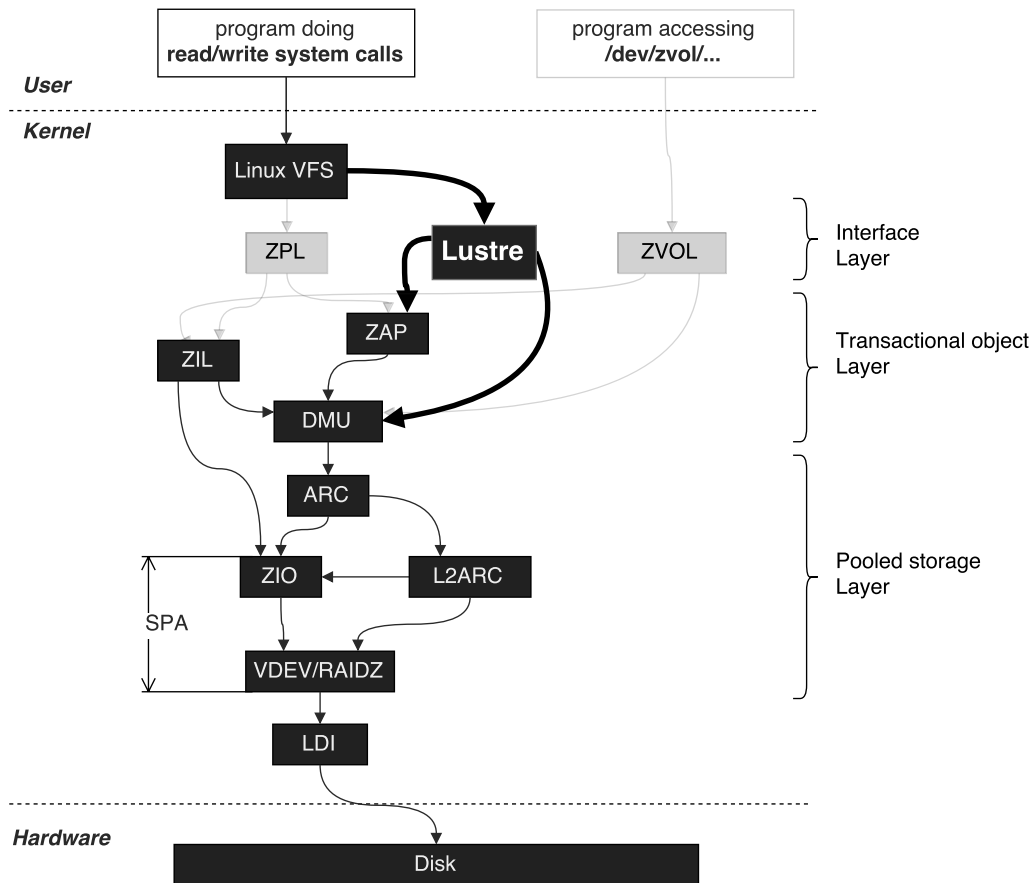 program doing
read/write system calls
program accessing
/dev/zvol/...
User
Kernel
Linux VFS
Interface
Layer
ZPL
Lustre
ZVOL
ZAP
Transactional object
Layer
ZIL
DMU
ARC
Pooled storage
Layer
ZIO
L2ARC
SPA
VDEV/RAIDZ
LDI
Hardware
Disk